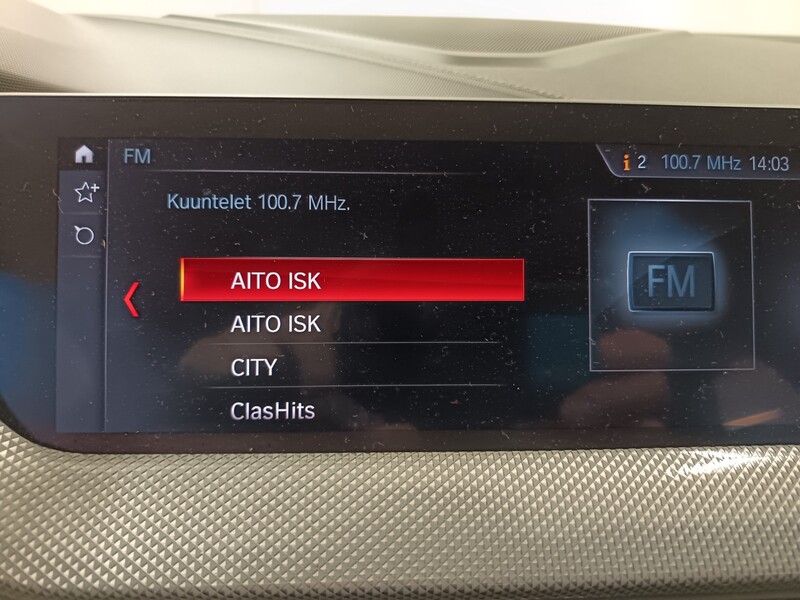 FM
i 2 100.7 MHz 14:03
Kuuntelet 100.7 MHz.
AITO ISK
AITO ISK
CITY
ClasHits
FM